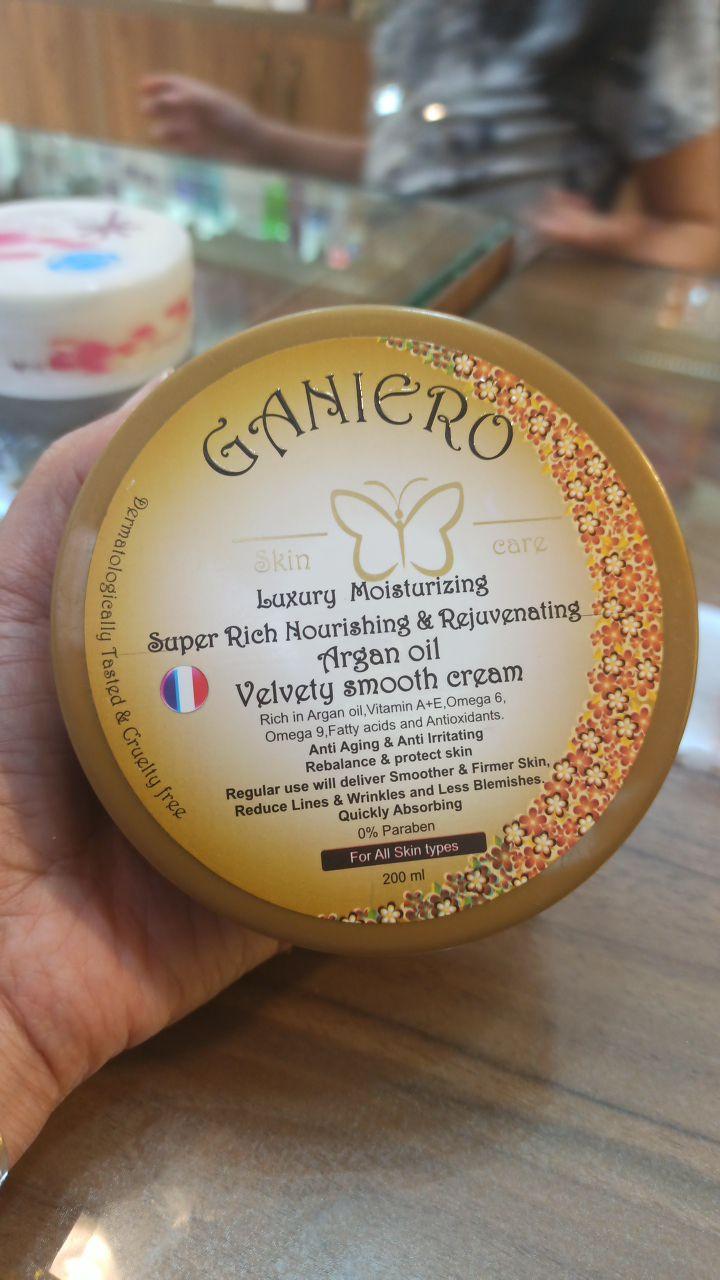 GANIERO
Skin care
Luxury Moisturizing
Super Rich Nourishing & Rejuvenating
Argan oil
Velvety smooth cream
Rich in Argan oil,Vitamin A+E,Omega 6,
Omega 9,Fatty acids and Antioxidants.
Anti Aging & Anti Irritating
Rebalance & protect skin
Regular use will deliver Smoother & Firmer Skin,
Reduce Lines & Wrinkles and Less Blemishes.
Quickly Absorbing
0% Paraben
For All Skin types
200 ml
Dermatologically Tasted & Cruelty free